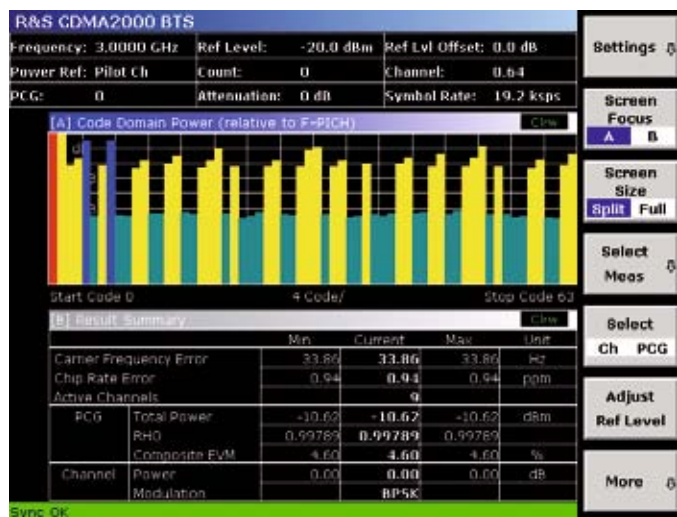 R&S CDMA2000 BTS
Frequency: 3.0000 GHz Ref Level: -20.0 dBm Ref Lvl Offset: 0.0 dB
Power Ref: Pilot Ch Count: 0 Channel: 0.64
PCG: 0 Attenuation: 0 dB Symbol Rate: 19.2 ksps
[A] Code Domain Power (relative to F-PICH) Clrw
Start Code 0 4 Code/ Stop Code 63
[B] Result Summary Clrw
Min Current Max Unit
Carrier Frequency Error 33.86 33.86 33.86 Hz
Chip Rate Error 0.94 0.94 0.94 ppm
Active Channels 9
PCG Total Power -10.62 -10.62 -10.62 dBm
RHO 0.99789 0.99789 0.99789
Composite EVM 4.60 4.60 4.60 %
Channel Power 0.00 0.00 0.00 dB
Modulation BPSK
Sync OK
Settings
Screen
Focus
A B
Screen
Size
Split Full
Select
Meas
Select
Ch PCG
Adjust
Ref Level
More